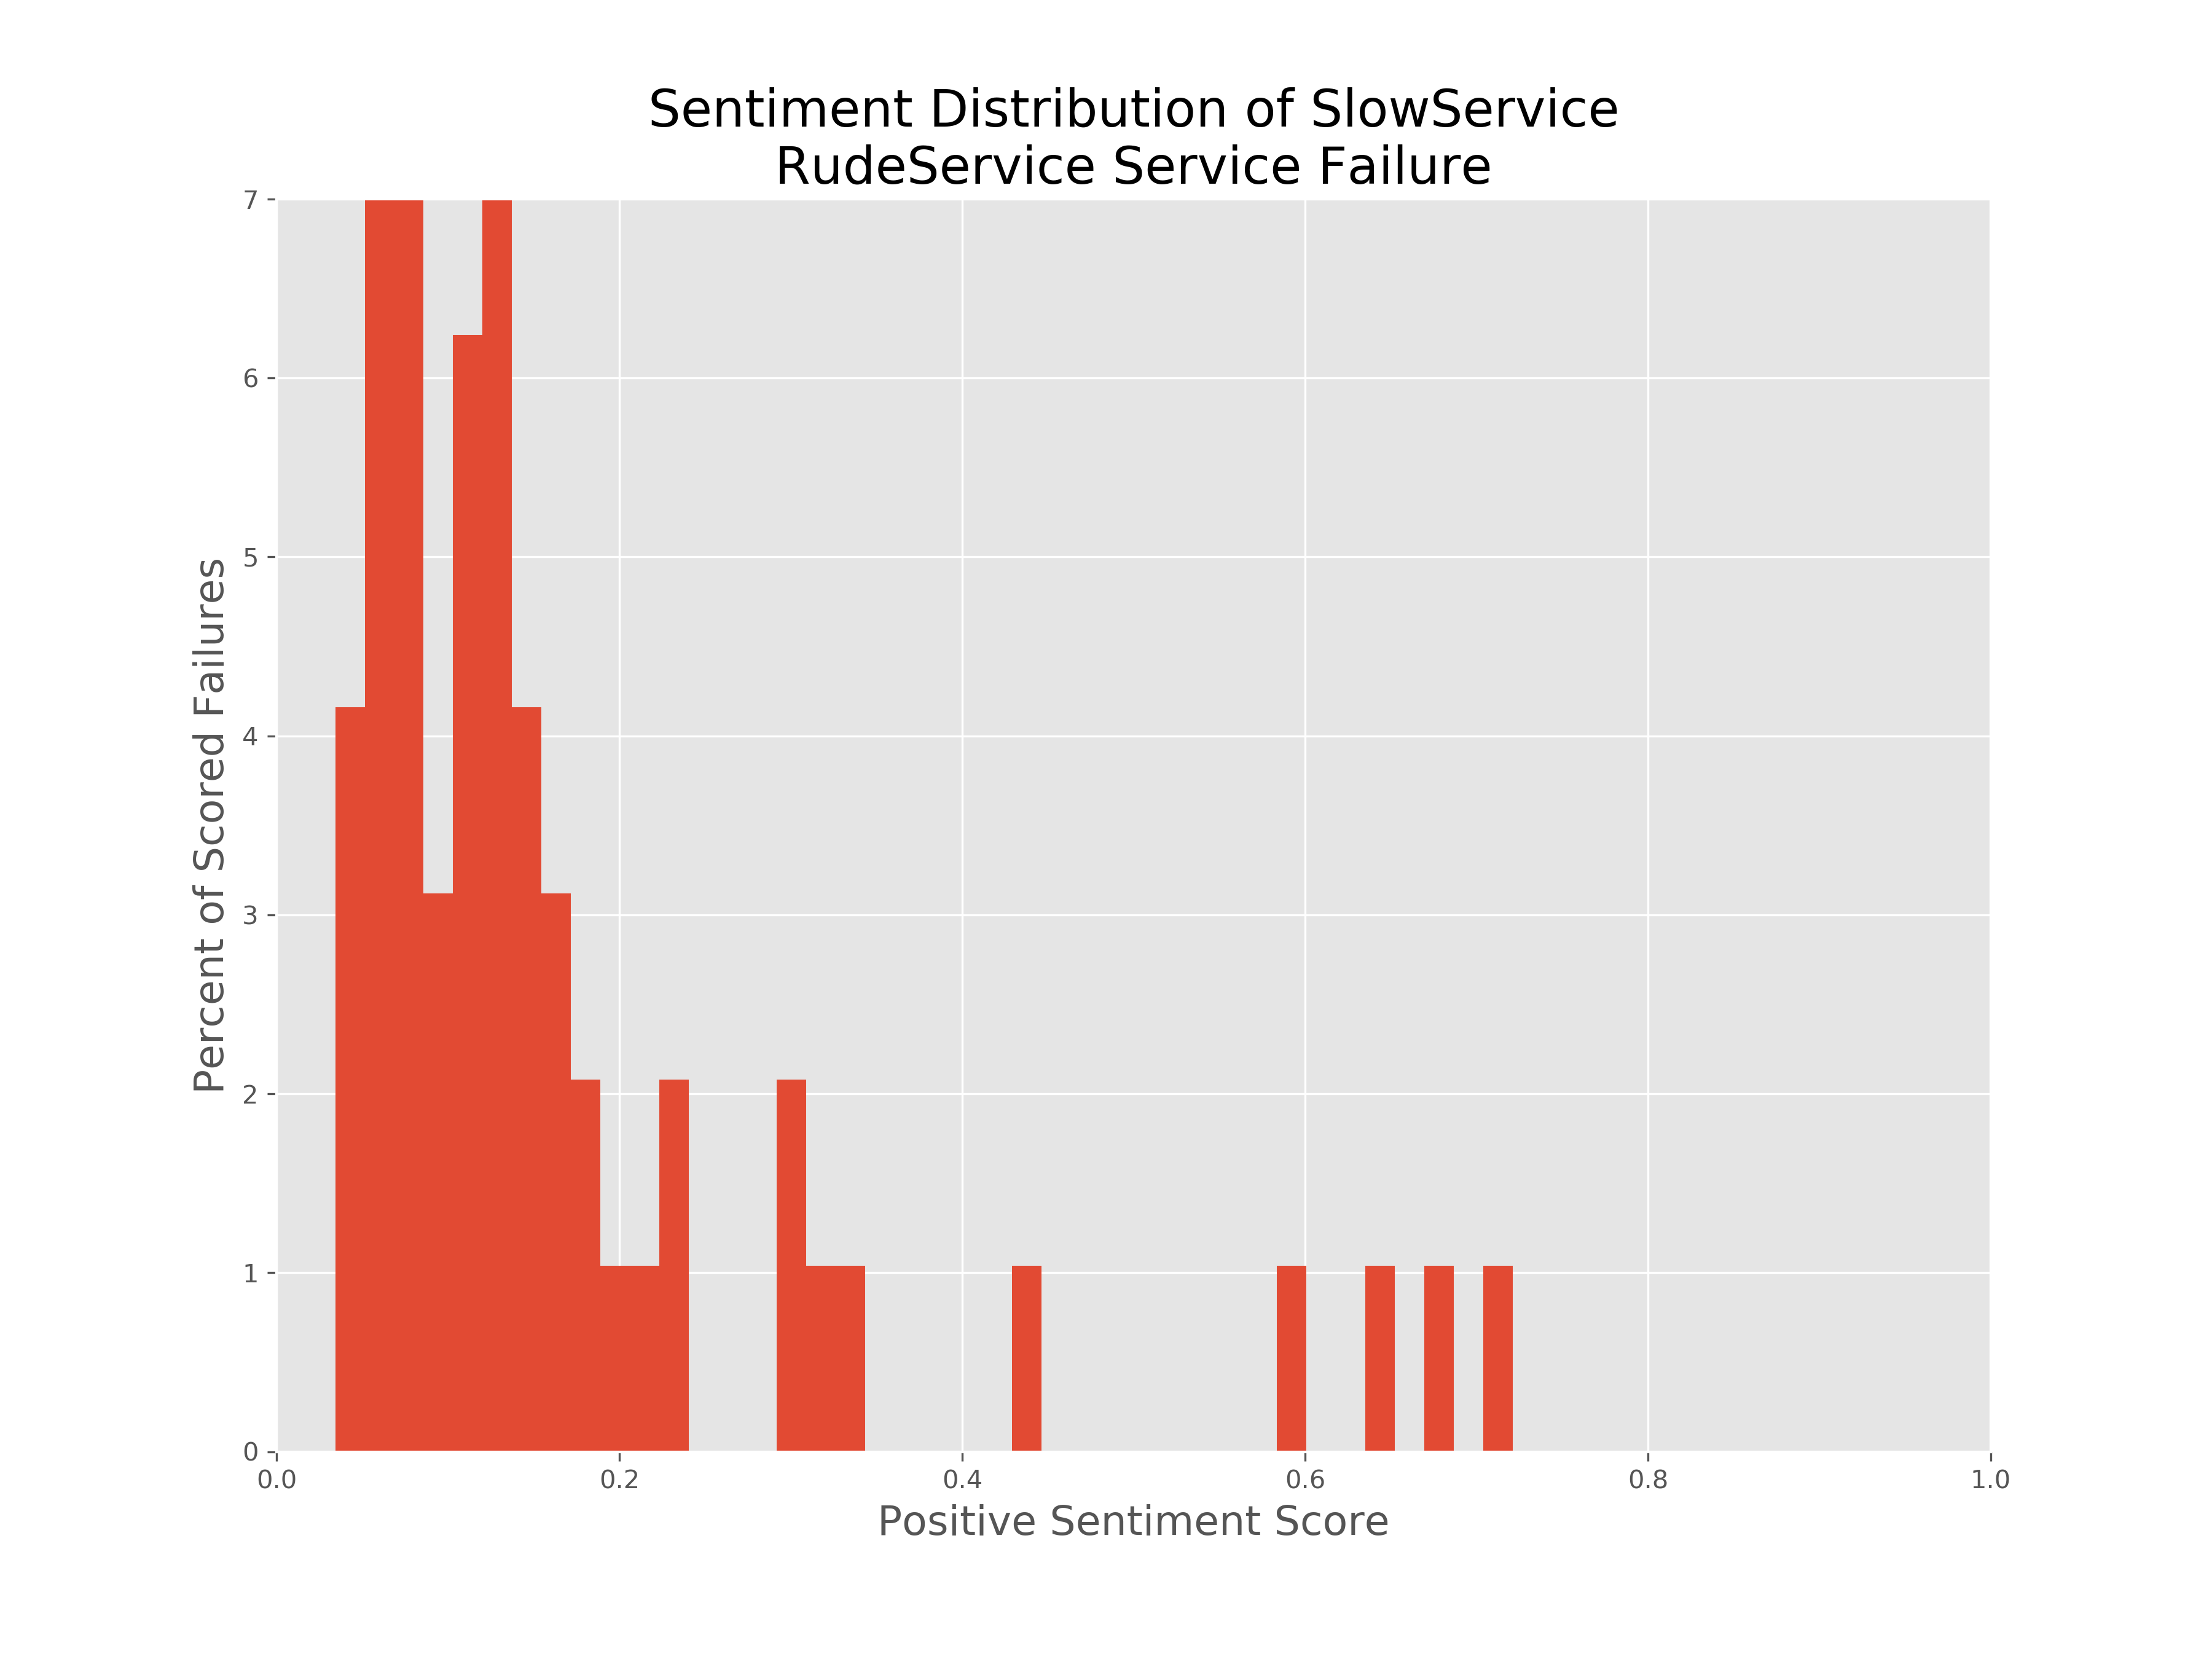 Sentiment Distribution of SlowService
RudeService Service Failure
7
6
5
4
3
2
1
0
Percent of Scored Failures
0.0 0.2 0.4 0.6 0.8 1.0
Positive Sentiment Score